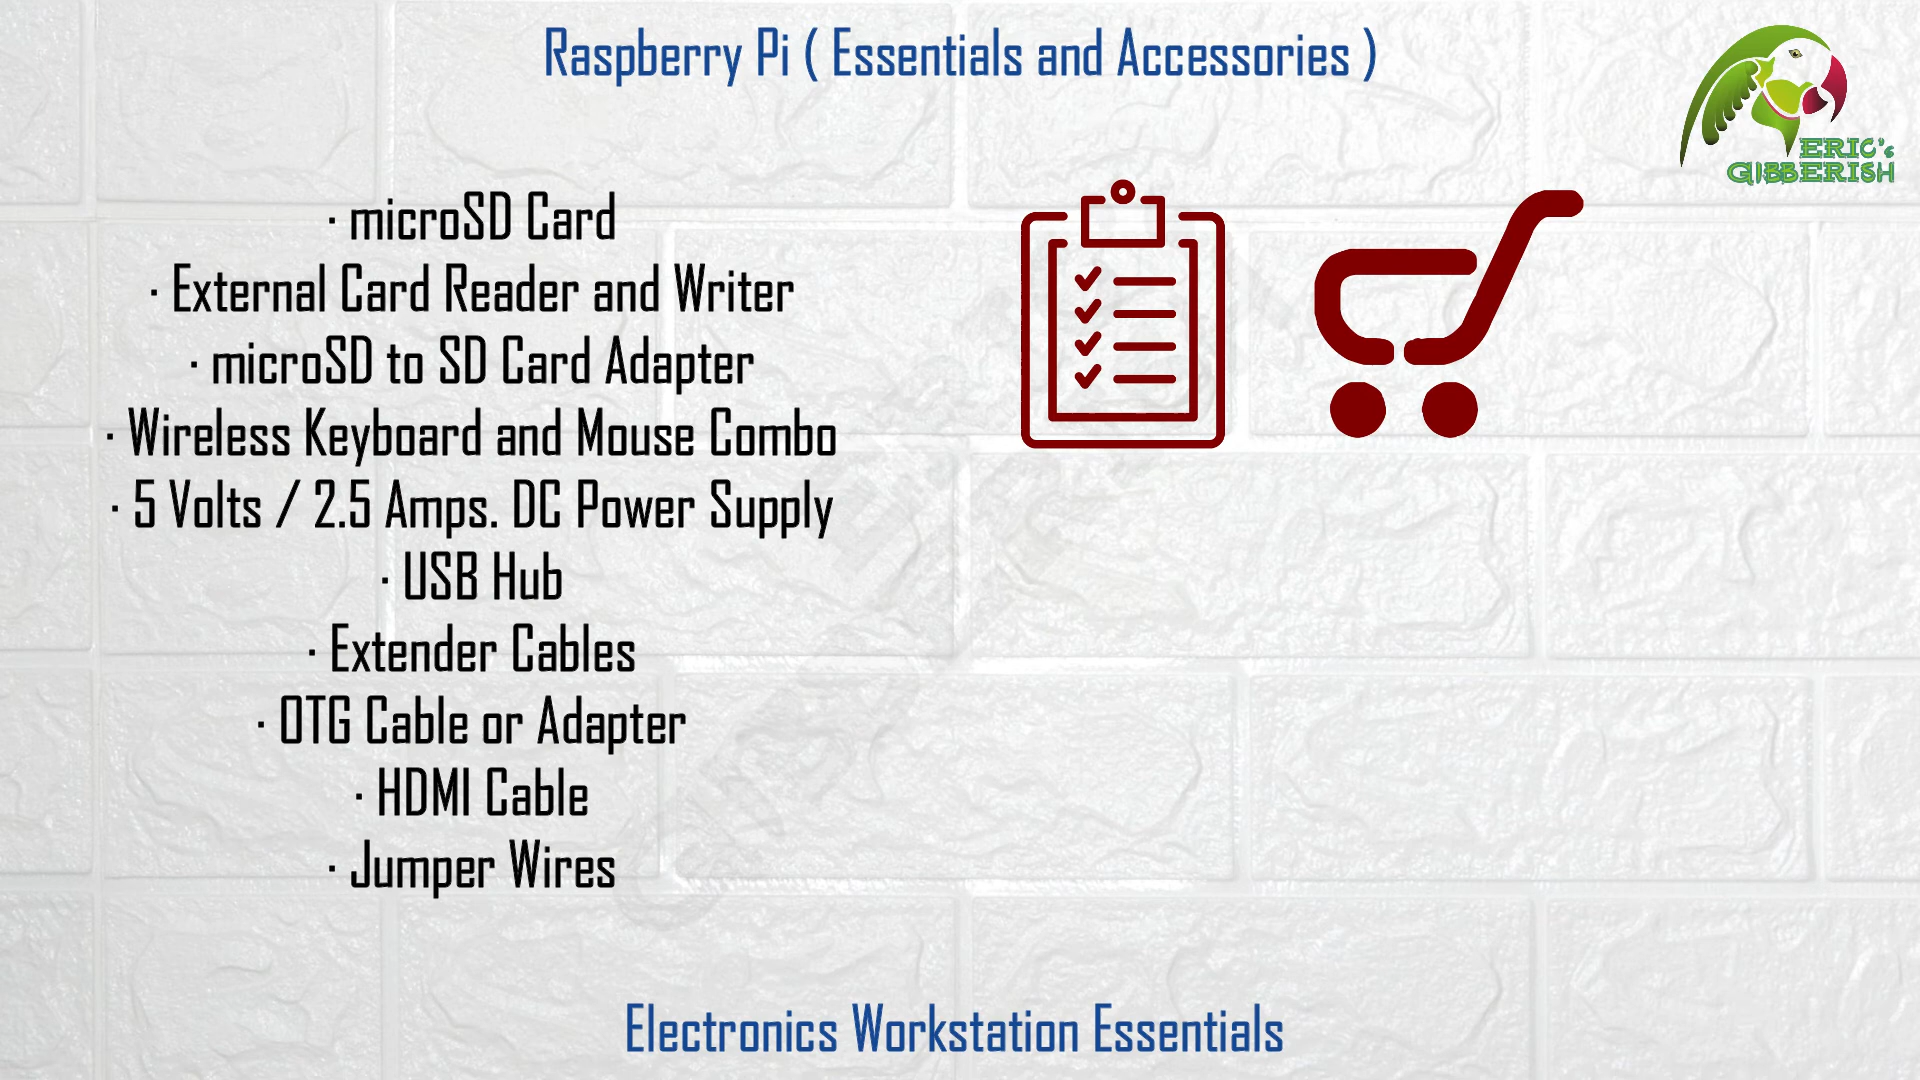 Raspberry Pi ( Essentials and Accessories )
ERIC's
GIBBERISH
· microSD Card
· External Card Reader and Writer
· microSD to SD Card Adapter
· Wireless Keyboard and Mouse Combo
· 5 Volts / 2.5 Amps. DC Power Supply
· USB Hub
· Extender Cables
· OTG Cable or Adapter
· HDMI Cable
· Jumper Wires
Electronics Workstation Essentials